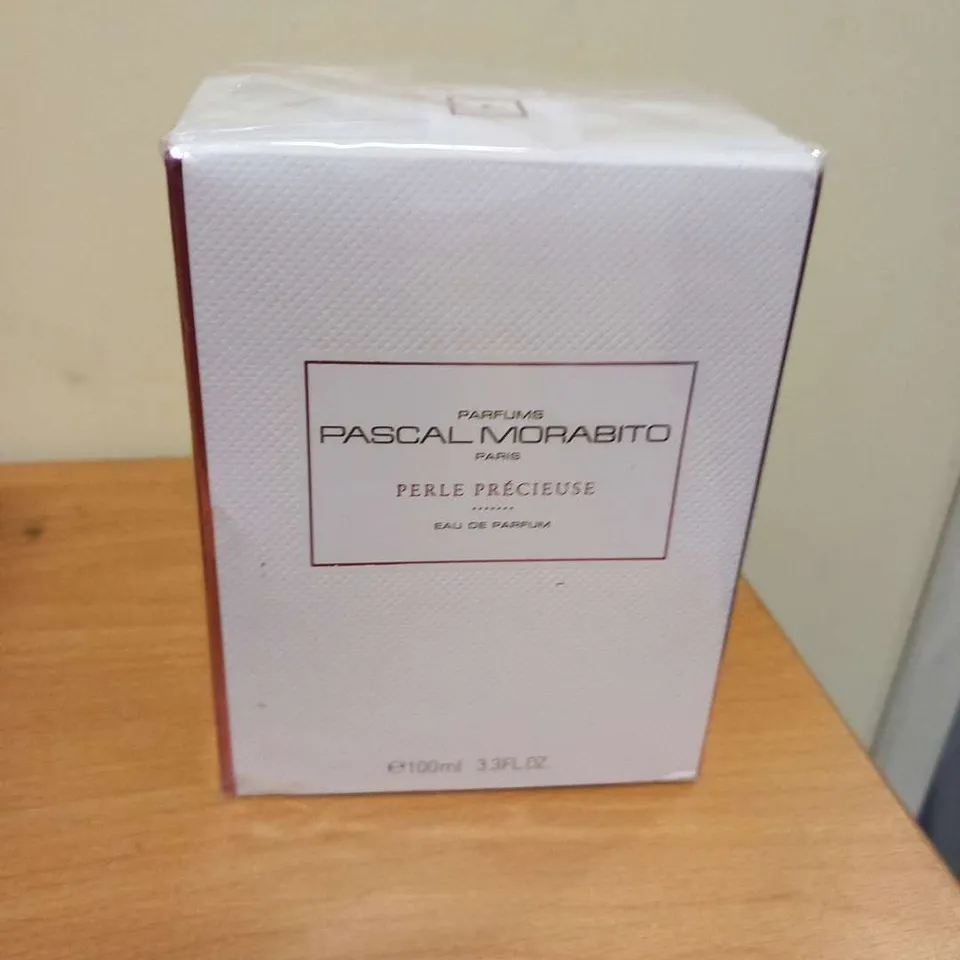 PARFUMS
PASCAL MORABITO
PARIS
PERLE PRÉCIEUSE
EAU DE PARFUM
℮100ml 3.3FL.OZ.